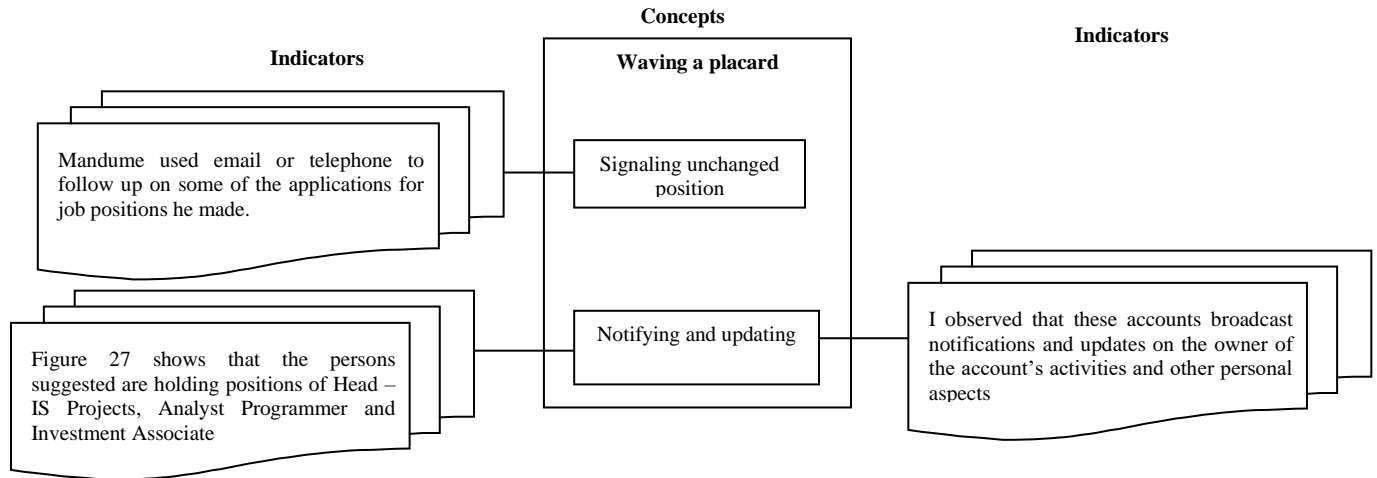 Concepts
Indicators
Indicators
Waving a placard
Mandume used email or telephone to
follow up on some of the applications for
job positions he made.
Signaling unchanged
position
Figure 27 shows that the persons
suggested are holding positions of Head –
IS Projects, Analyst Programmer and
Investment Associate
Notifying and updating
I observed that these accounts broadcast
notifications and updates on the owner of
the account’s activities and other personal
aspects